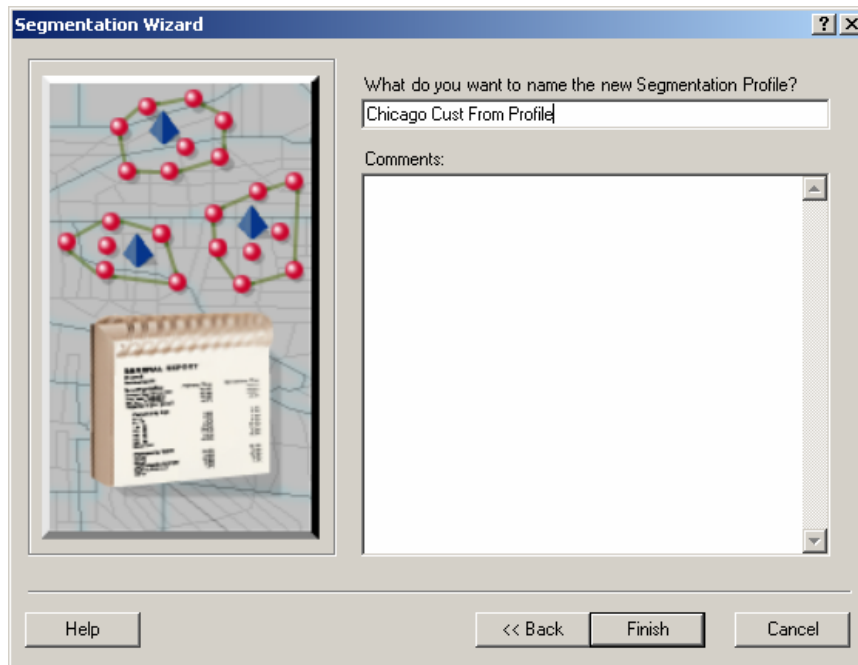 Segmentation Wizard
What do you want to name the new Segmentation Profile?
Chicago Cust From Profile
Comments:
Help
<< Back
Finish
Cancel